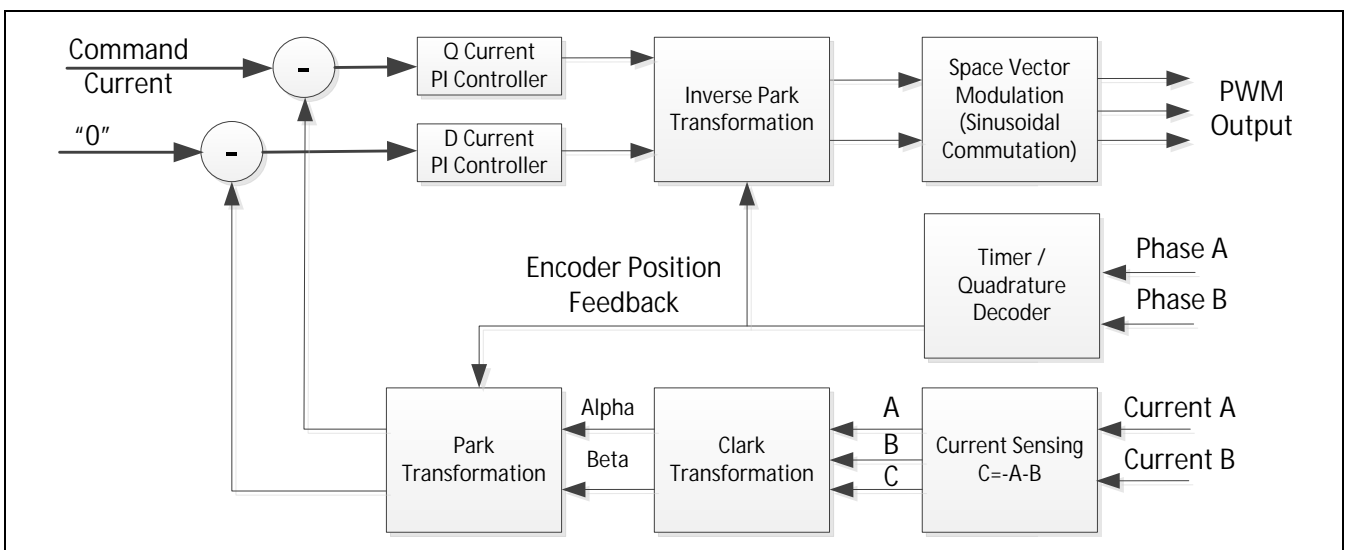 Command
Current
-
Q Current
PI Controller
Inverse Park
Transformation
Space Vector
Modulation
(Sinusoidal
Commutation)
PWM
Output
“0”
-
D Current
PI Controller
Encoder Position
Feedback
Timer /
Quadrature
Decoder
Phase A
Phase B
Park
Transformation
Alpha
Beta
Clark
Transformation
A
B
C
Current Sensing
C=-A-B
Current A
Current B